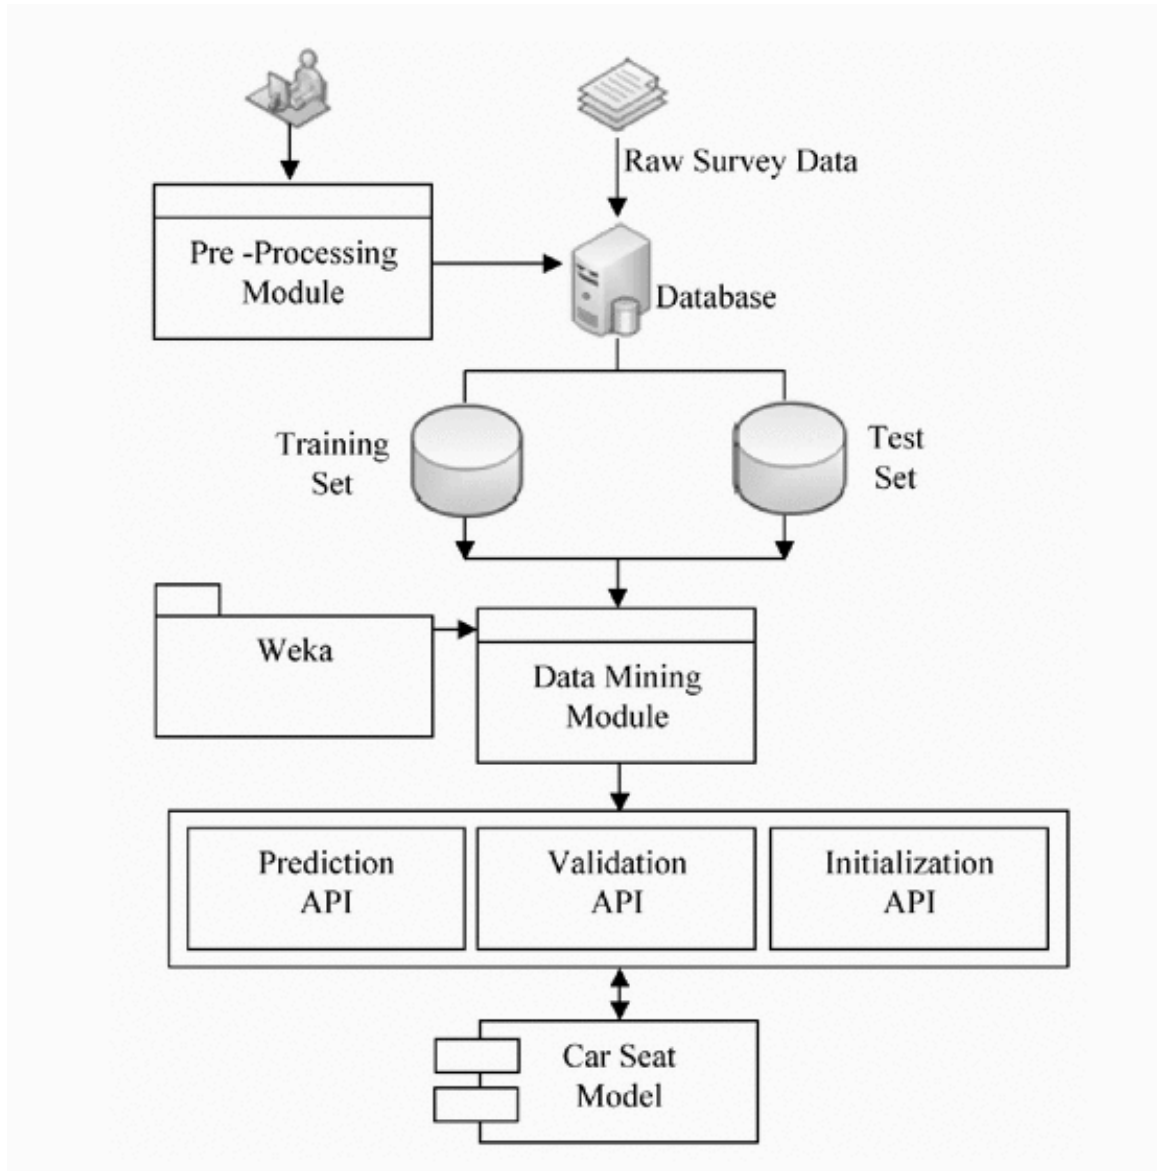 Raw Survey Data
Pre -Processing
Module
Database
Training
Set
Test
Set
Weka
Data Mining
Module
Prediction
API
Validation
API
Initialization
API
Car Seat
Model